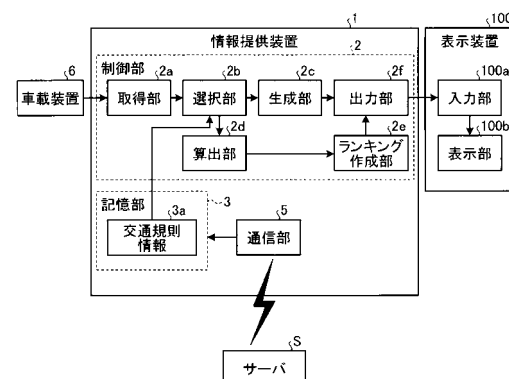 1
100
情報提供装置
表示装置
2
制御部
6
2a
2b
2c
2f
100a
車載装置
取得部
選択部
生成部
出力部
入力部
2d
2e
100b
算出部
ランキング
作成部
表示部
記憶部
3
3a
5
交通規則
情報
通信部
S
サーバ